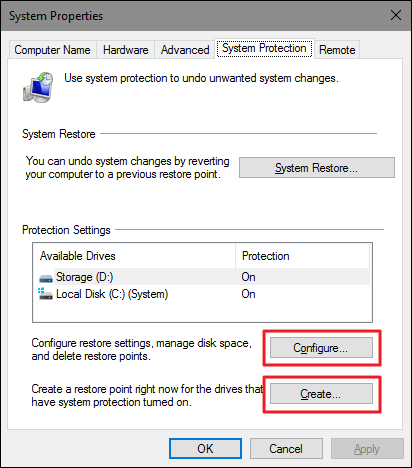 System Properties
Computer Name Hardware Advanced System Protection Remote
Use system protection to undo unwanted system changes.
System Restore
You can undo system changes by reverting
your computer to a previous restore point.
System Restore...
Protection Settings
Available Drives Protection
Storage (D:) On
Local Disk (C:) (System) On
Configure restore settings, manage disk space,
and delete restore points.
Configure...
Create a restore point right now for the drives that
have system protection turned on.
Create...
OK Cancel Apply